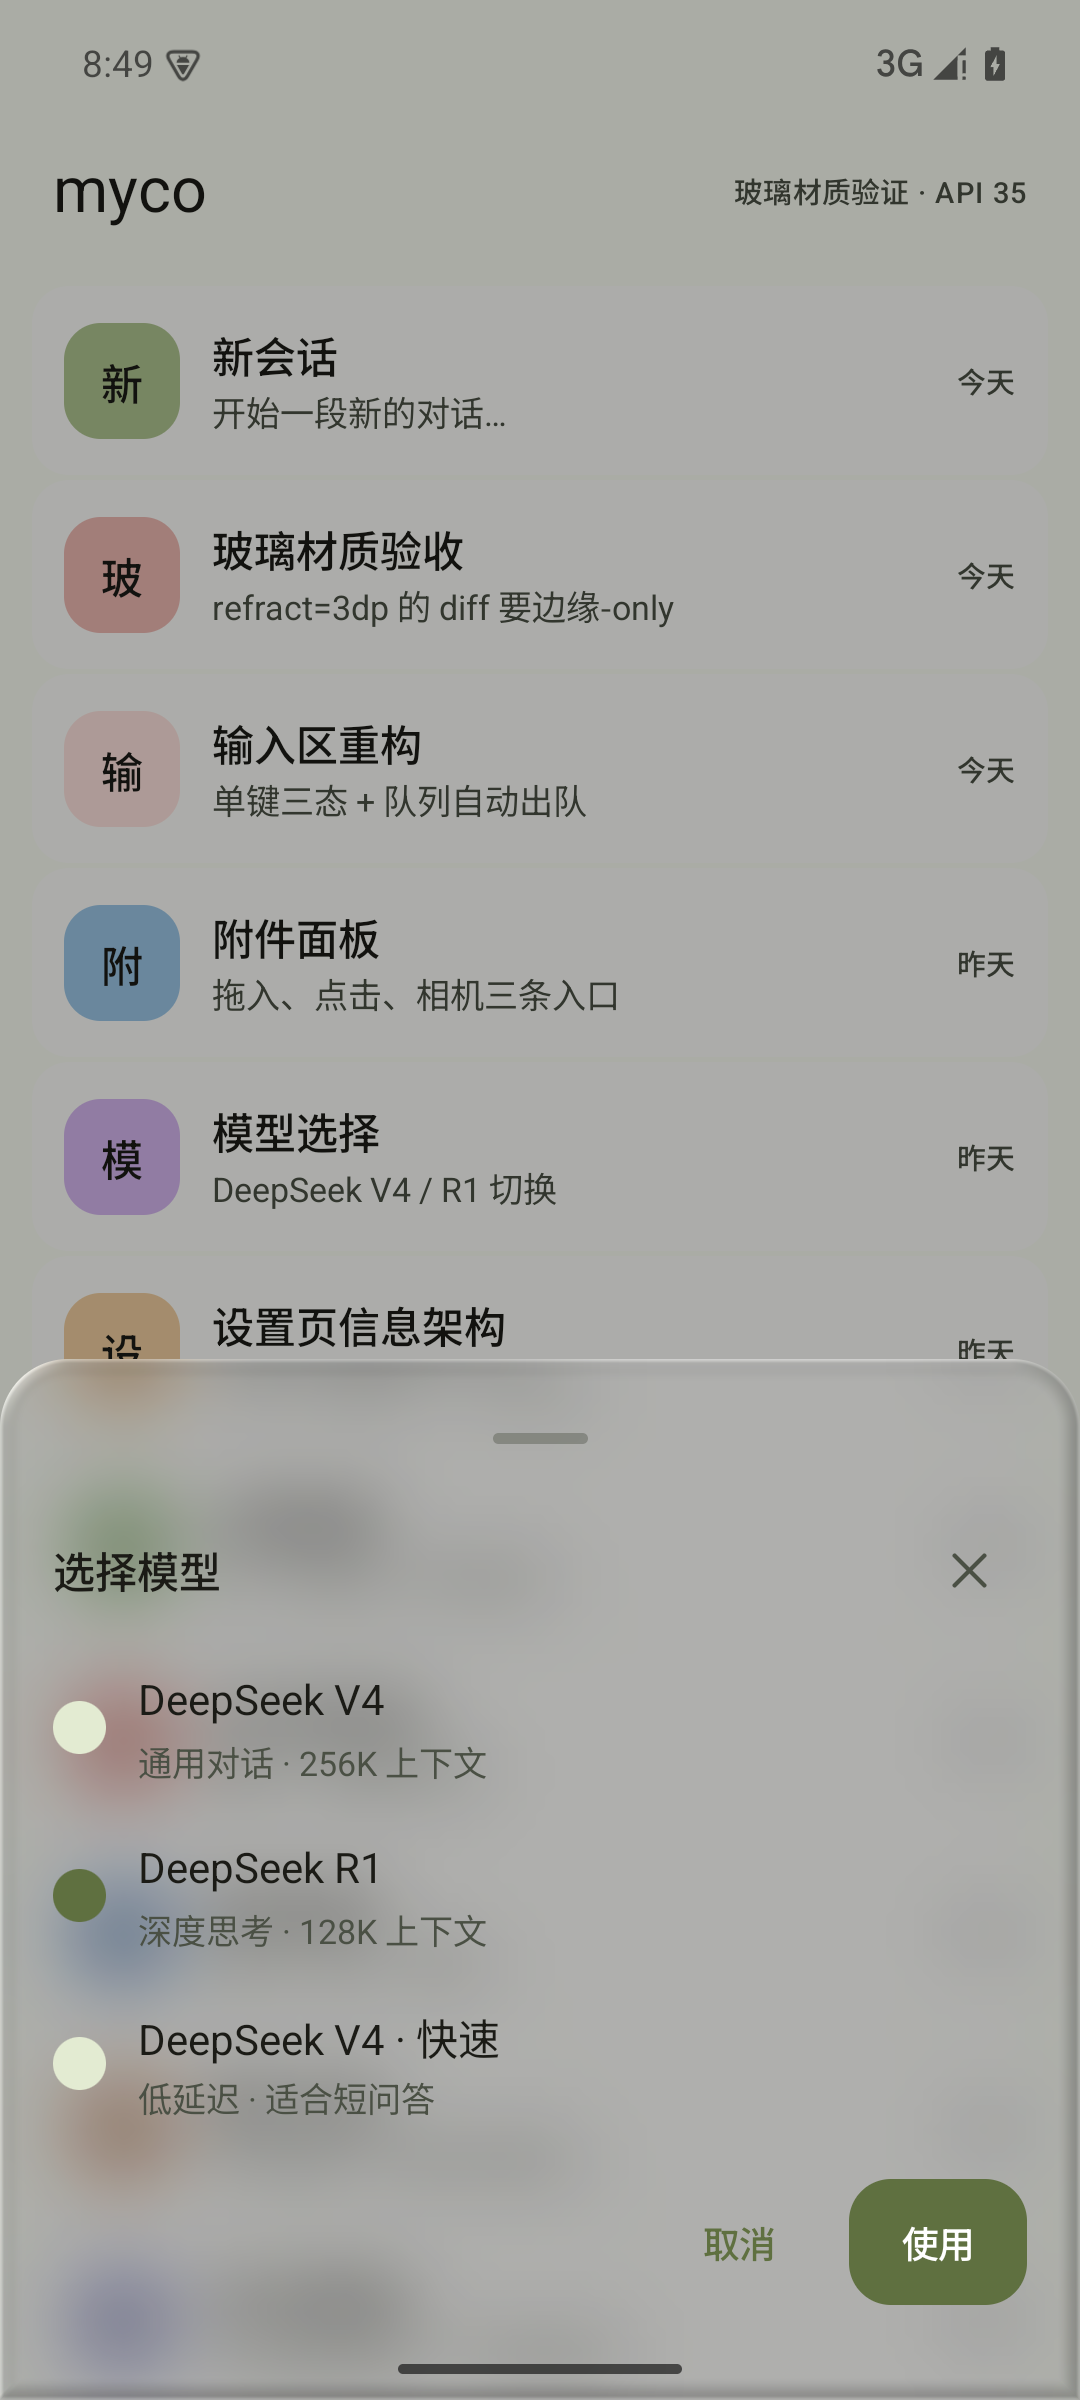 8:49
3G
myco
玻璃材质验证 · API 35
新
新会话
开始一段新的对话…
今天
玻
玻璃材质验收
refract=3dp 的 diff 要边缘-only
今天
输
输入区重构
单键三态 + 队列自动出队
今天
附
附件面板
拖入、点击、相机三条入口
昨天
模
模型选择
DeepSeek V4 / R1 切换
昨天
设
设置页信息架构
昨天
选择模型
DeepSeek V4
通用对话 · 256K 上下文
DeepSeek R1
深度思考 · 128K 上下文
DeepSeek V4 · 快速
低延迟 · 适合短问答
取消
使用